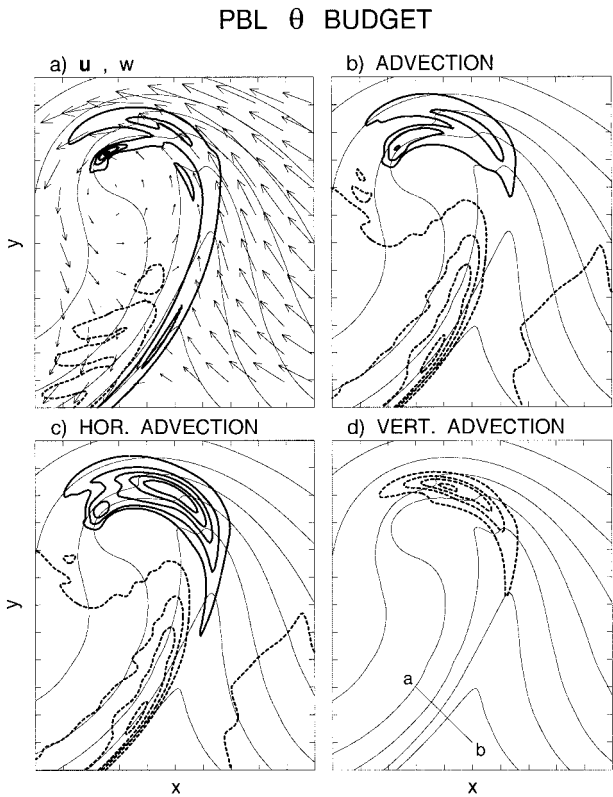 PBL θ BUDGET
a) u , w
b) ADVECTION
y
c) HOR. ADVECTION
d) VERT. ADVECTION
y
a
b
x
x